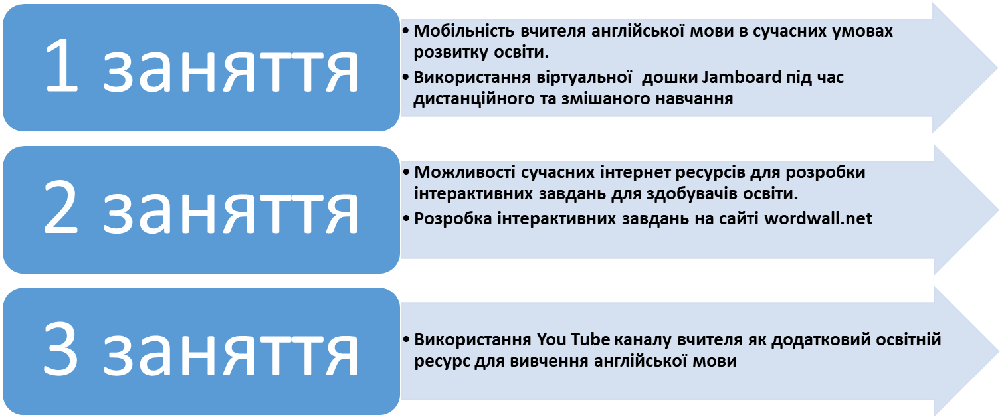 1 заняття
• Мобільність вчителя англійської мови в сучасних умовах
розвитку освіти.
• Використання віртуальної дошки Jamboard під час
дистанційного та змішаного навчання
2 заняття
• Можливості сучасних інтернет ресурсів для розробки
інтерактивних завдань для здобувачів освіти.
• Розробка інтерактивних завдань на сайті wordwall.net
3 заняття
• Використання You Tube каналу вчителя як додатковий освітній
ресурс для вивчення англійської мови